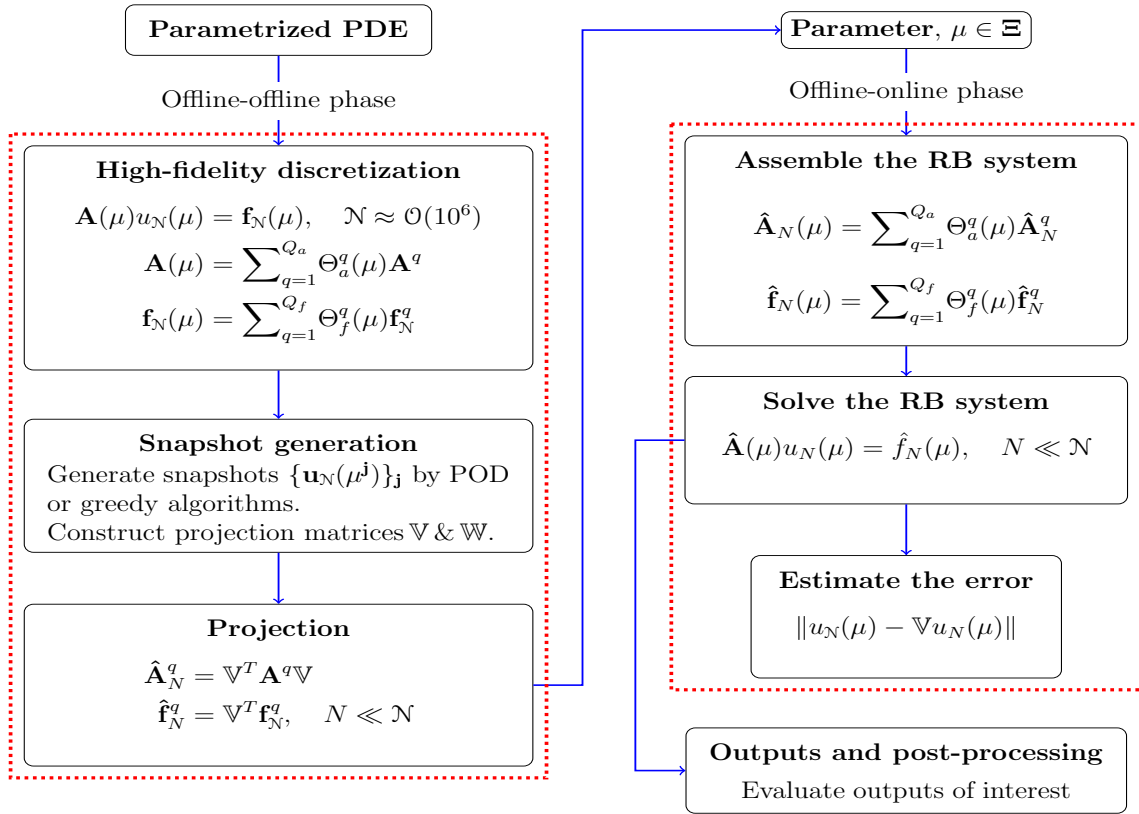 Parametrized PDE
Offline-offline phase
High-fidelity discretization
𝐀(μ)u_𝒩(μ) = 𝐟_𝒩(μ), 𝒩 ≈ 𝒪(10⁶)
𝐀(μ) = ∑_{q=1}^{Q_a} Θ_a^q(μ)𝐀^q
𝐟_𝒩(μ) = ∑_{q=1}^{Q_f} Θ_f^q(μ)𝐟_𝒩^q
Snapshot generation
Generate snapshots {𝐮_𝒩(μ^𝐣)}_𝐣 by POD
or greedy algorithms.
Construct projection matrices 𝕍 & 𝕎.
Projection
𝐀̂_N^q = 𝕍^T 𝐀^q 𝕍
𝐟̂_N^q = 𝕍^T 𝐟_𝒩^q, N ≪ 𝒩
Parameter, μ ∈ 𝚵
Offline-online phase
Assemble the RB system
𝐀̂_N(μ) = ∑_{q=1}^{Q_a} Θ_a^q(μ)𝐀̂_N^q
𝐟̂_N(μ) = ∑_{q=1}^{Q_f} Θ_f^q(μ)𝐟̂_N^q
Solve the RB system
𝐀̂(μ)u_N(μ) = f̂_N(μ), N ≪ 𝒩
Estimate the error
‖u_𝒩(μ) − 𝕍u_N(μ)‖
Outputs and post-processing
Evaluate outputs of interest